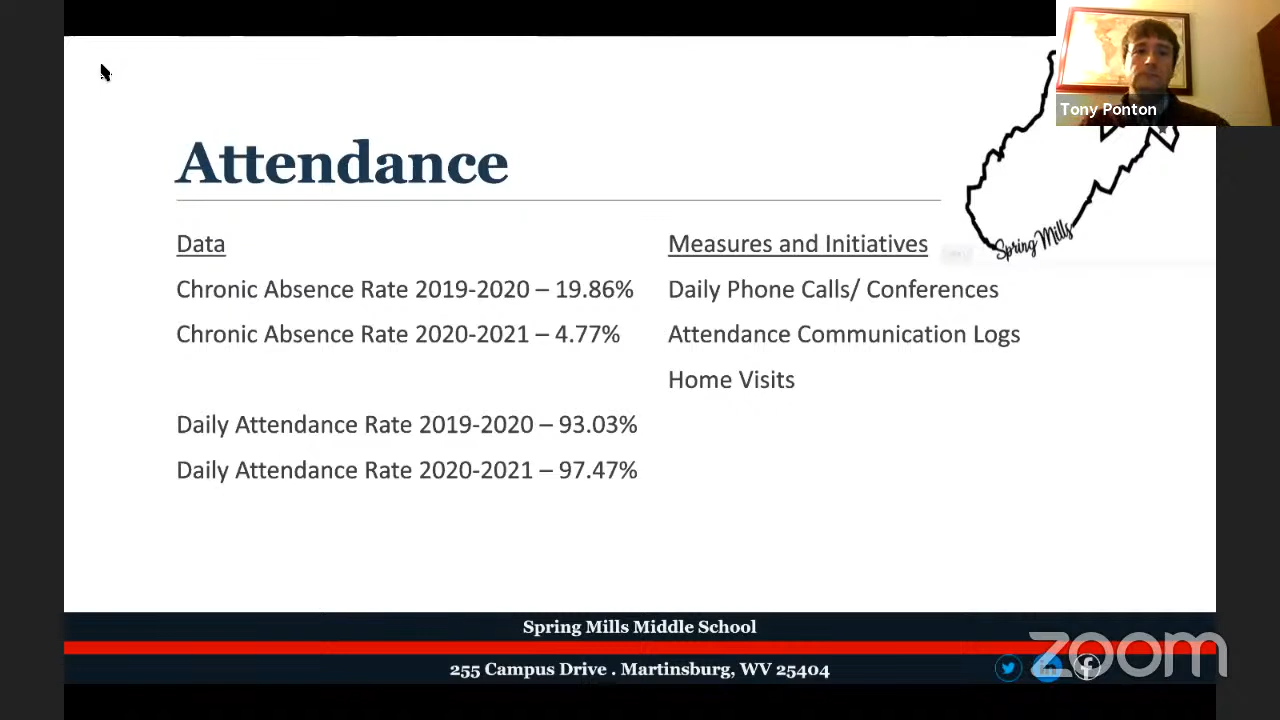 Tony Ponton
Attendance
Spring Mills
Data
Chronic Absence Rate 2019-2020 – 19.86%
Chronic Absence Rate 2020-2021 – 4.77%
Daily Attendance Rate 2019-2020 – 93.03%
Daily Attendance Rate 2020-2021 – 97.47%
Measures and Initiatives
Daily Phone Calls/ Conferences
Attendance Communication Logs
Home Visits
Spring Mills Middle School
255 Campus Drive . Martinsburg, WV 25404
zoom